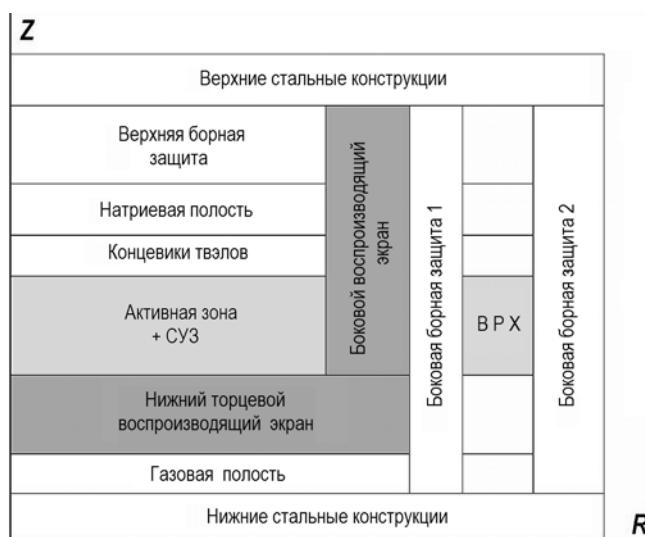 Z
Верхние стальные конструкции
Верхняя борная
защита
Натриевая полость
Концевики твэлов
Активная зона
+ СУЗ
Боковой воспроизводящий
экран
Боковая борная защита 1
В Р Х
Боковая борная защита 2
Нижний торцевой
воспроизводящий экран
Газовая полость
Нижние стальные конструкции
R